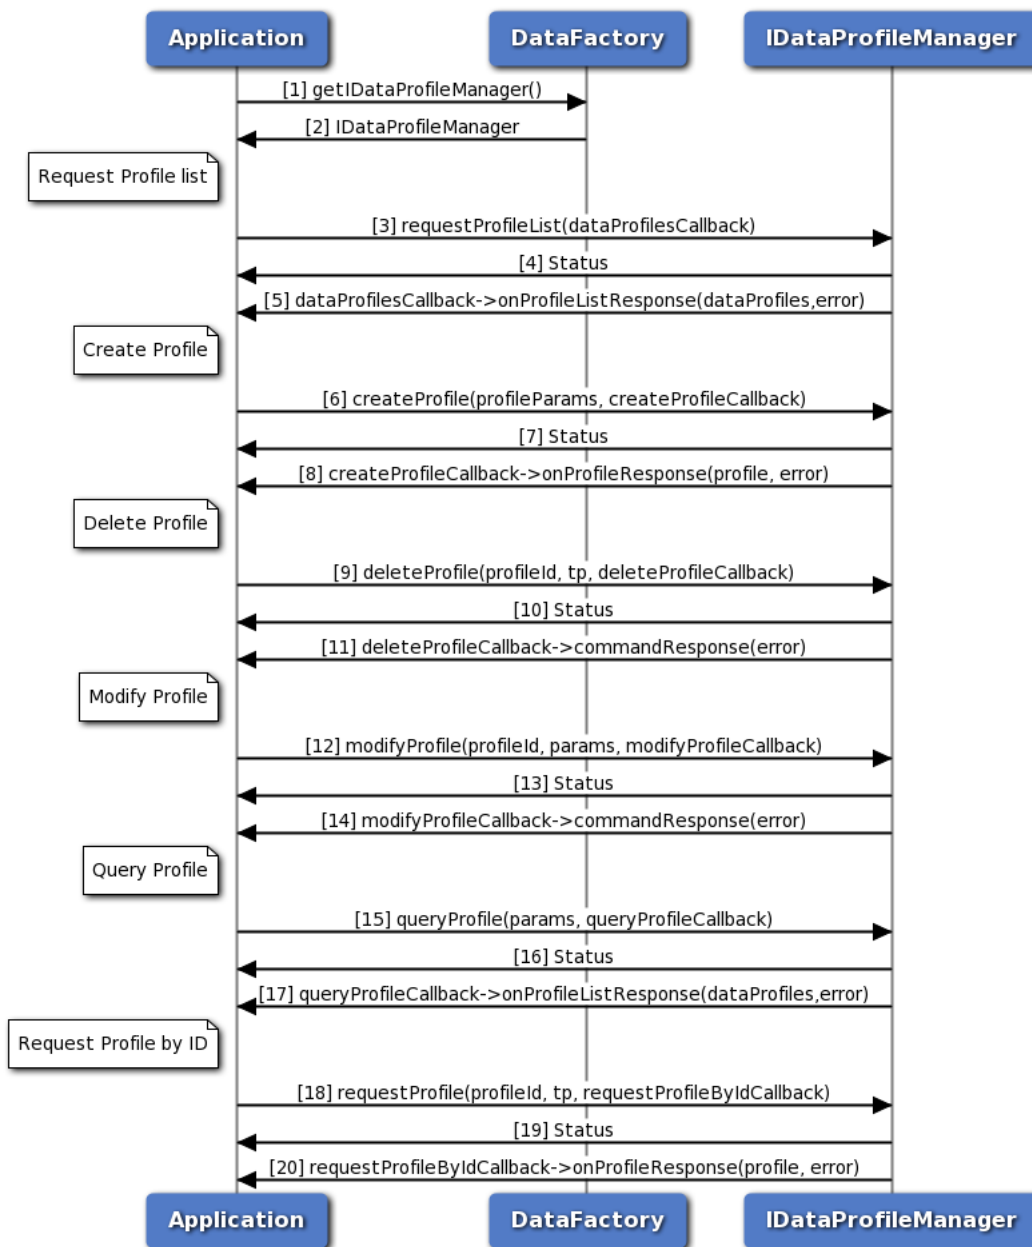 Application
DataFactory
IDataProfileManager
[1] getIDataProfileManager()
[2] IDataProfileManager
Request Profile list
[3] requestProfileList(dataProfilesCallback)
[4] Status
[5] dataProfilesCallback->onProfileListResponse(dataProfiles,error)
Create Profile
[6] createProfile(profileParams, createProfileCallback)
[7] Status
[8] createProfileCallback->onProfileResponse(profile, error)
Delete Profile
[9] deleteProfile(profileId, tp, deleteProfileCallback)
[10] Status
[11] deleteProfileCallback->commandResponse(error)
Modify Profile
[12] modifyProfile(profileId, params, modifyProfileCallback)
[13] Status
[14] modifyProfileCallback->commandResponse(error)
Query Profile
[15] queryProfile(params, queryProfileCallback)
[16] Status
[17] queryProfileCallback->onProfileListResponse(dataProfiles,error)
Request Profile by ID
[18] requestProfile(profileId, tp, requestProfileByIdCallback)
[19] Status
[20] requestProfileByIdCallback->onProfileResponse(profile, error)
Application
DataFactory
IDataProfileManager